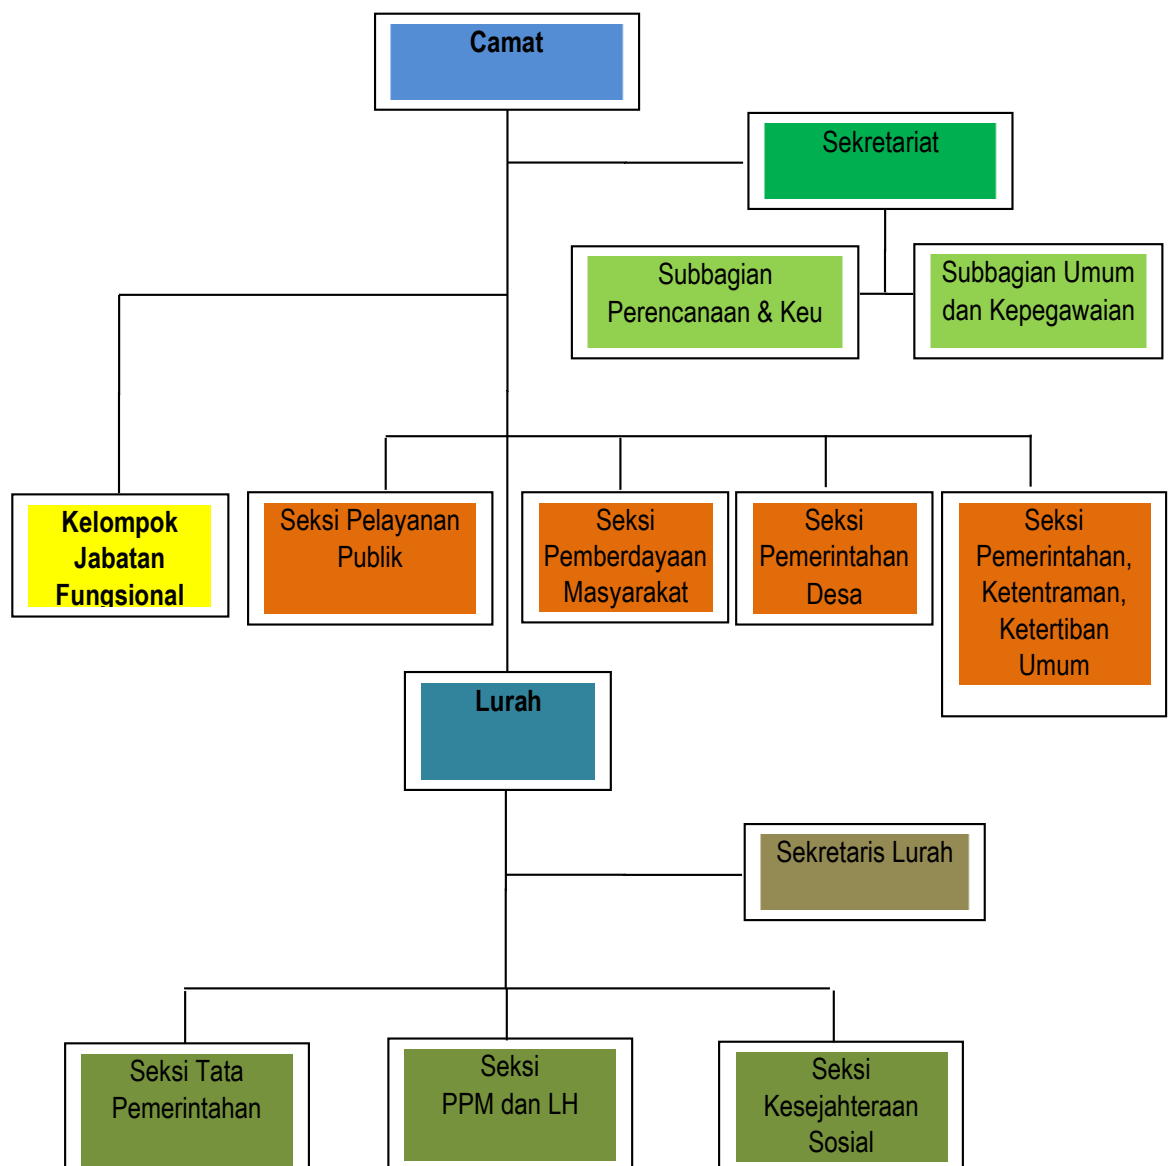 Camat
Sekretariat
Subbagian
Perencanaan & Keu
Subbagian Umum
dan Kepegawaian
Kelompok
Jabatan
Fungsional
Seksi Pelayanan
Publik
Seksi
Pemberdayaan
Masyarakat
Seksi
Pemerintahan
Desa
Seksi
Pemerintahan,
Ketentraman,
Ketertiban
Umum
Lurah
Sekretaris Lurah
Seksi Tata
Pemerintahan
Seksi
PPM dan LH
Seksi
Kesejahteraan
Sosial